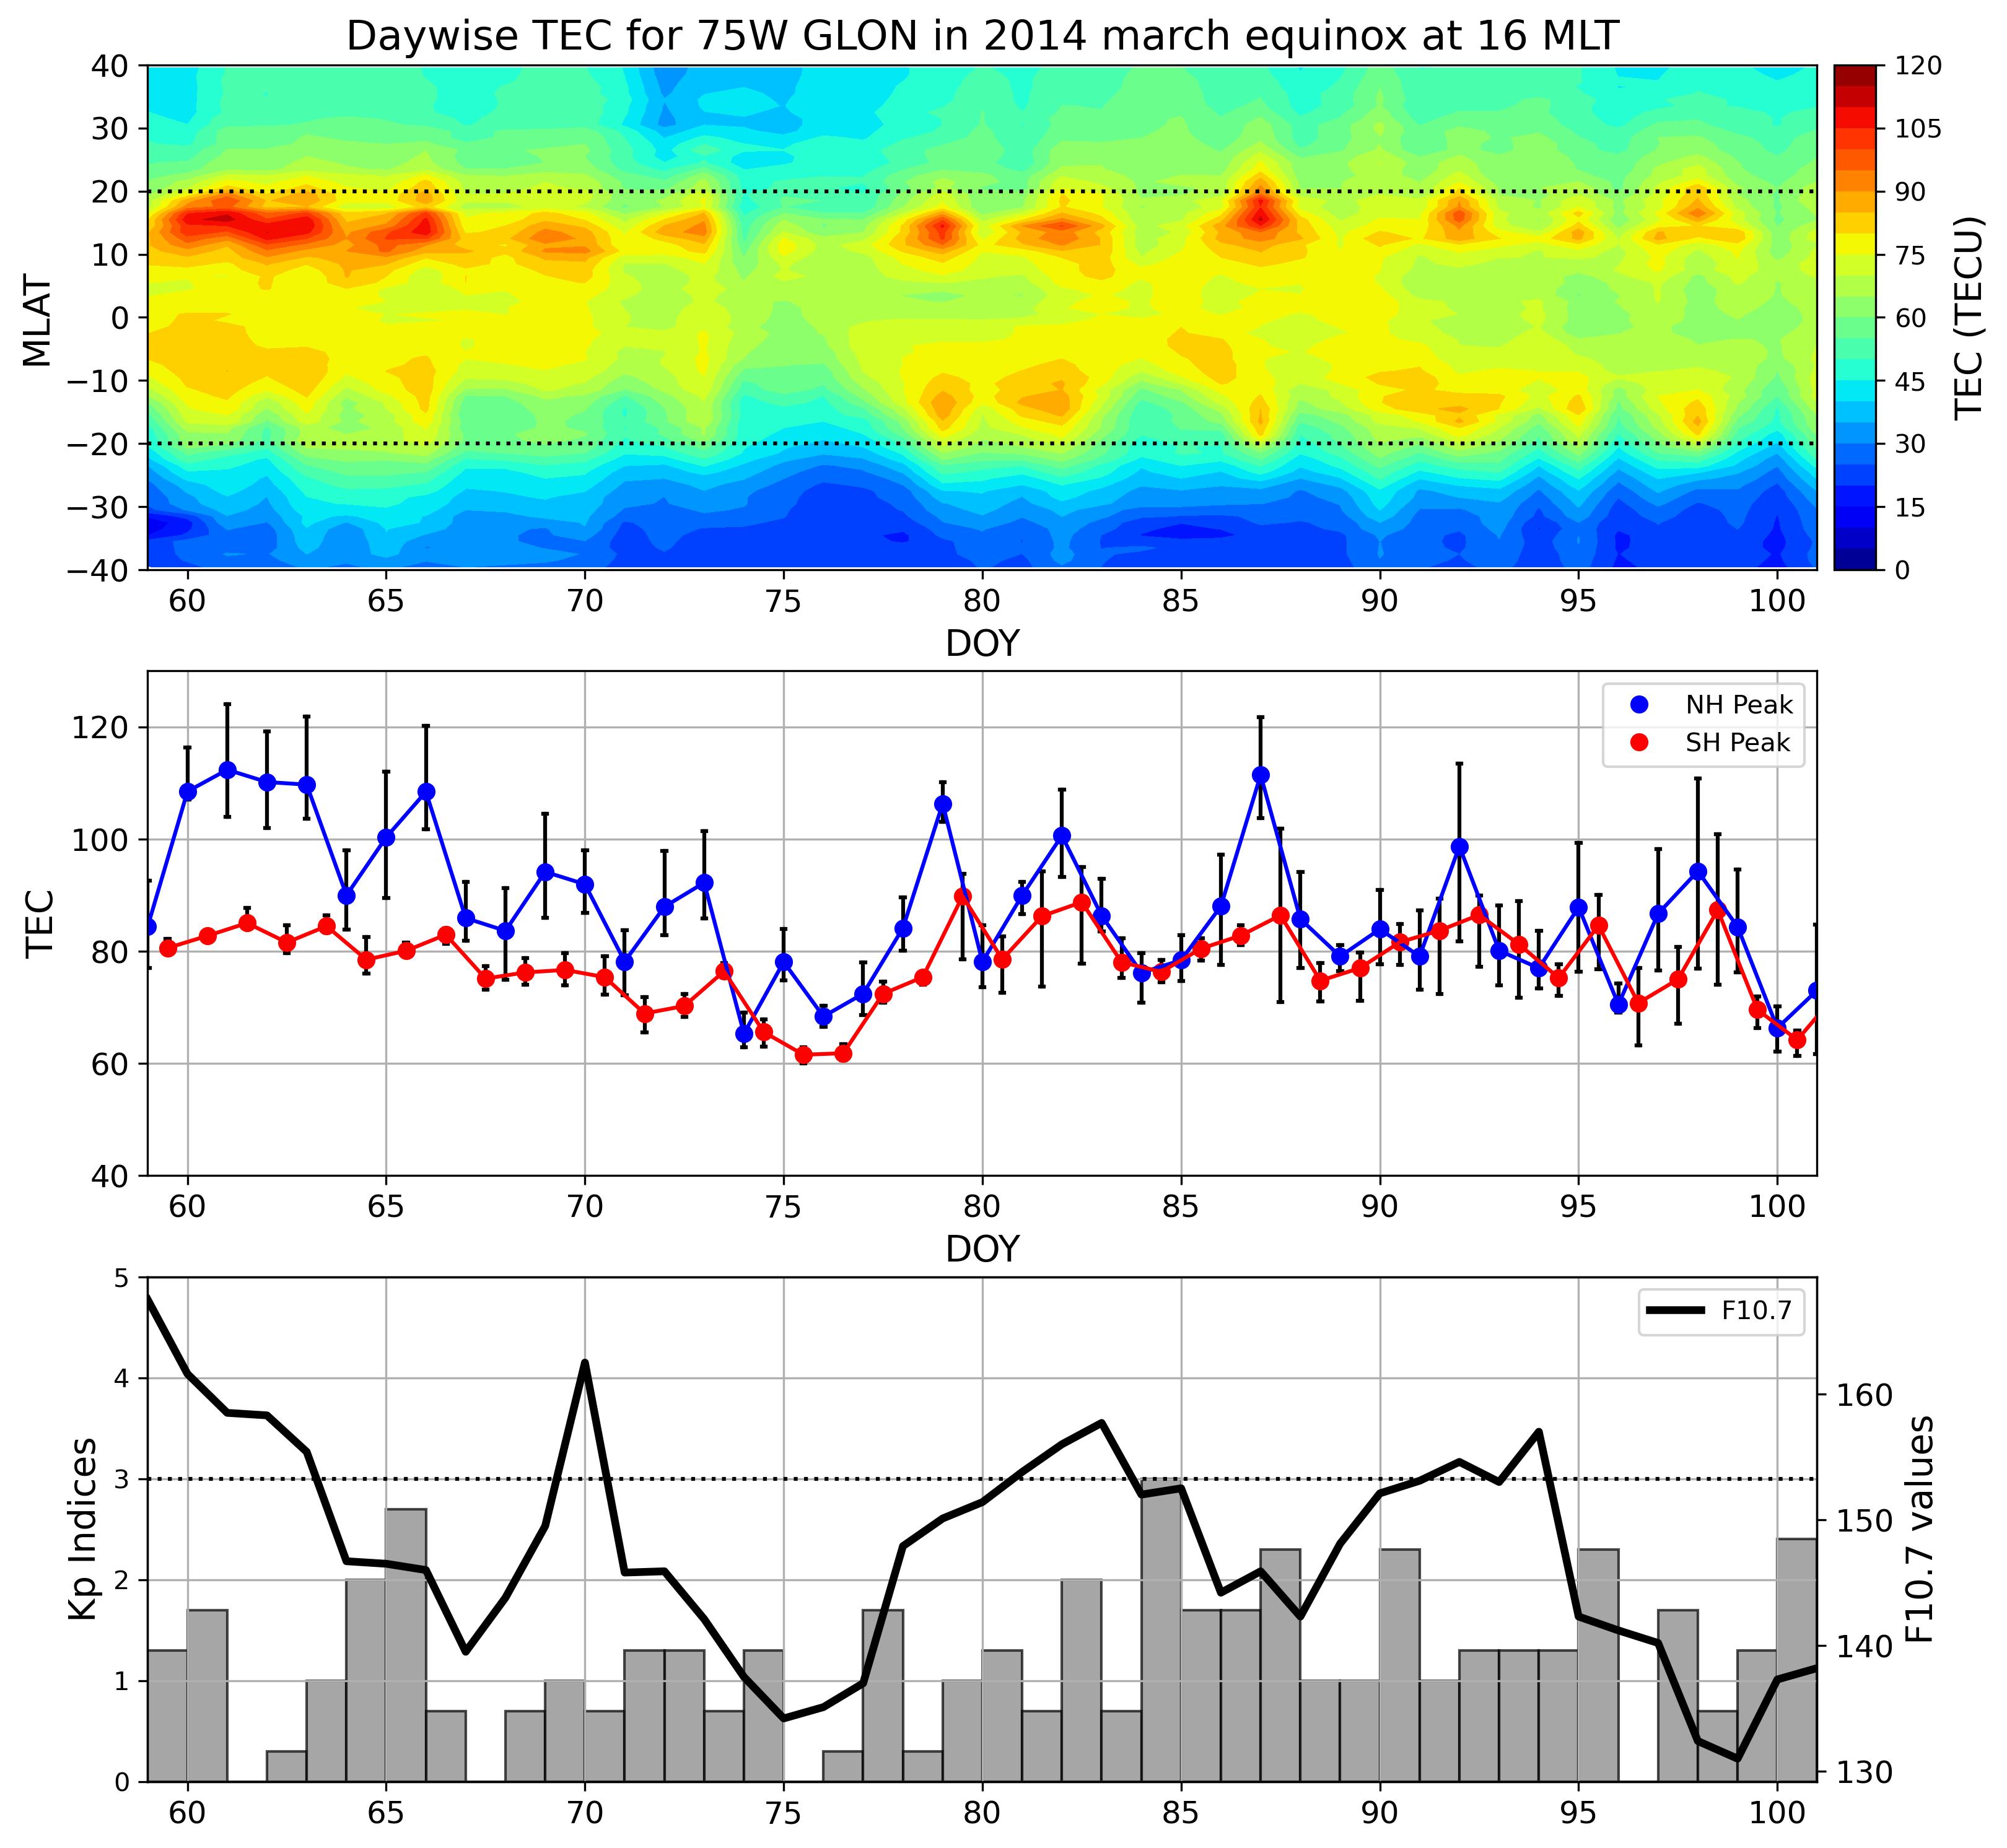 Daywise TEC for 75W GLON in 2014 march equinox at 16 MLT
MLAT
40
30
20
10
0
−10
−20
−30
−40
60 65 70 75 80 85 90 95 100
DOY
120
105
90
75
60
45
30
15
0
TEC (TECU)
TEC
120
100
80
60
40
NH Peak
SH Peak
60 65 70 75 80 85 90 95 100
DOY
Kp Indices
5
4
3
2
1
0
F10.7
160
150
140
130
F10.7 values
60 65 70 75 80 85 90 95 100